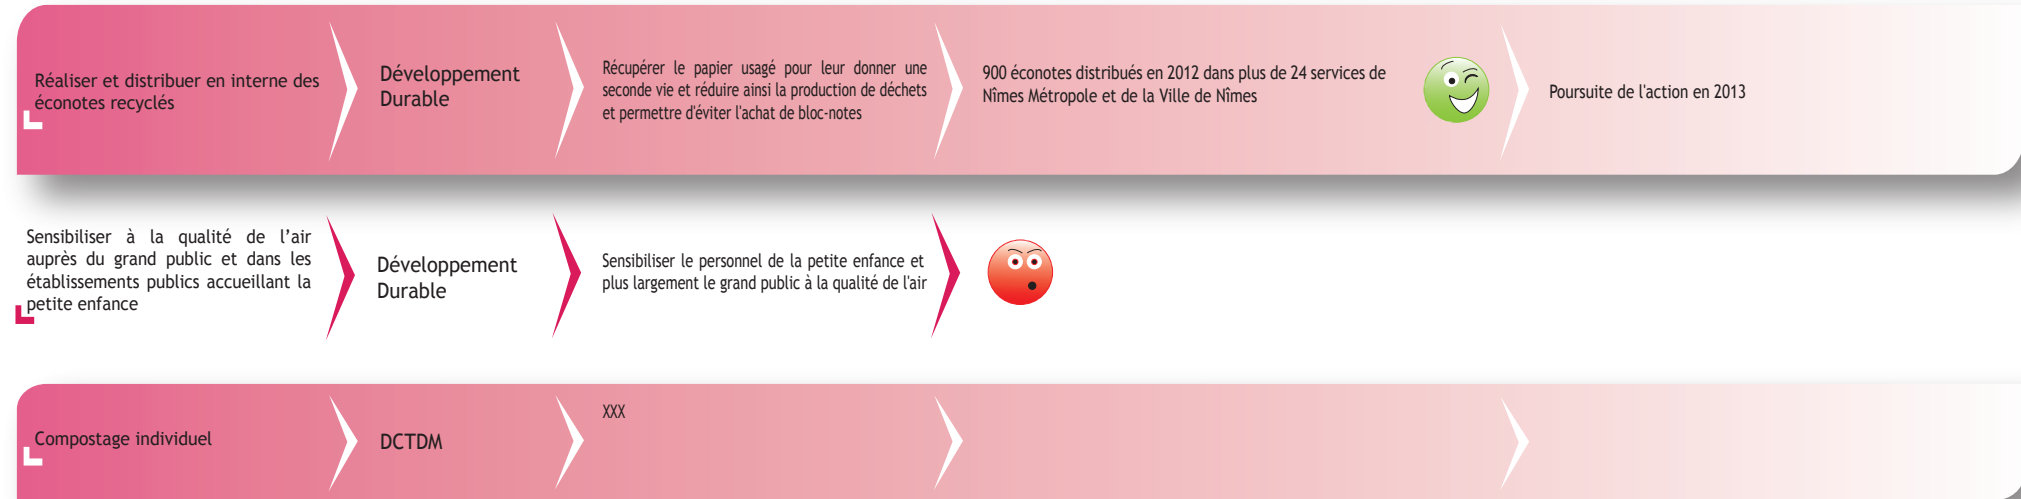 Réaliser et distribuer en interne des
éconotes recyclés
Développement
Durable
Récupérer le papier usagé pour leur donner une
seconde vie et réduire ainsi la production de déchets
et permettre d'éviter l'achat de bloc-notes
900 éconotes distribués en 2012 dans plus de 24 services de
Nîmes Métropole et de la Ville de Nîmes
Poursuite de l'action en 2013
Sensibiliser à la qualité de l’air
auprès du grand public et dans les
établissements publics accueillant la
petite enfance
Développement
Durable
Sensibiliser le personnel de la petite enfance et
plus largement le grand public à la qualité de l'air
Compostage individuel
DCTDM
XXX